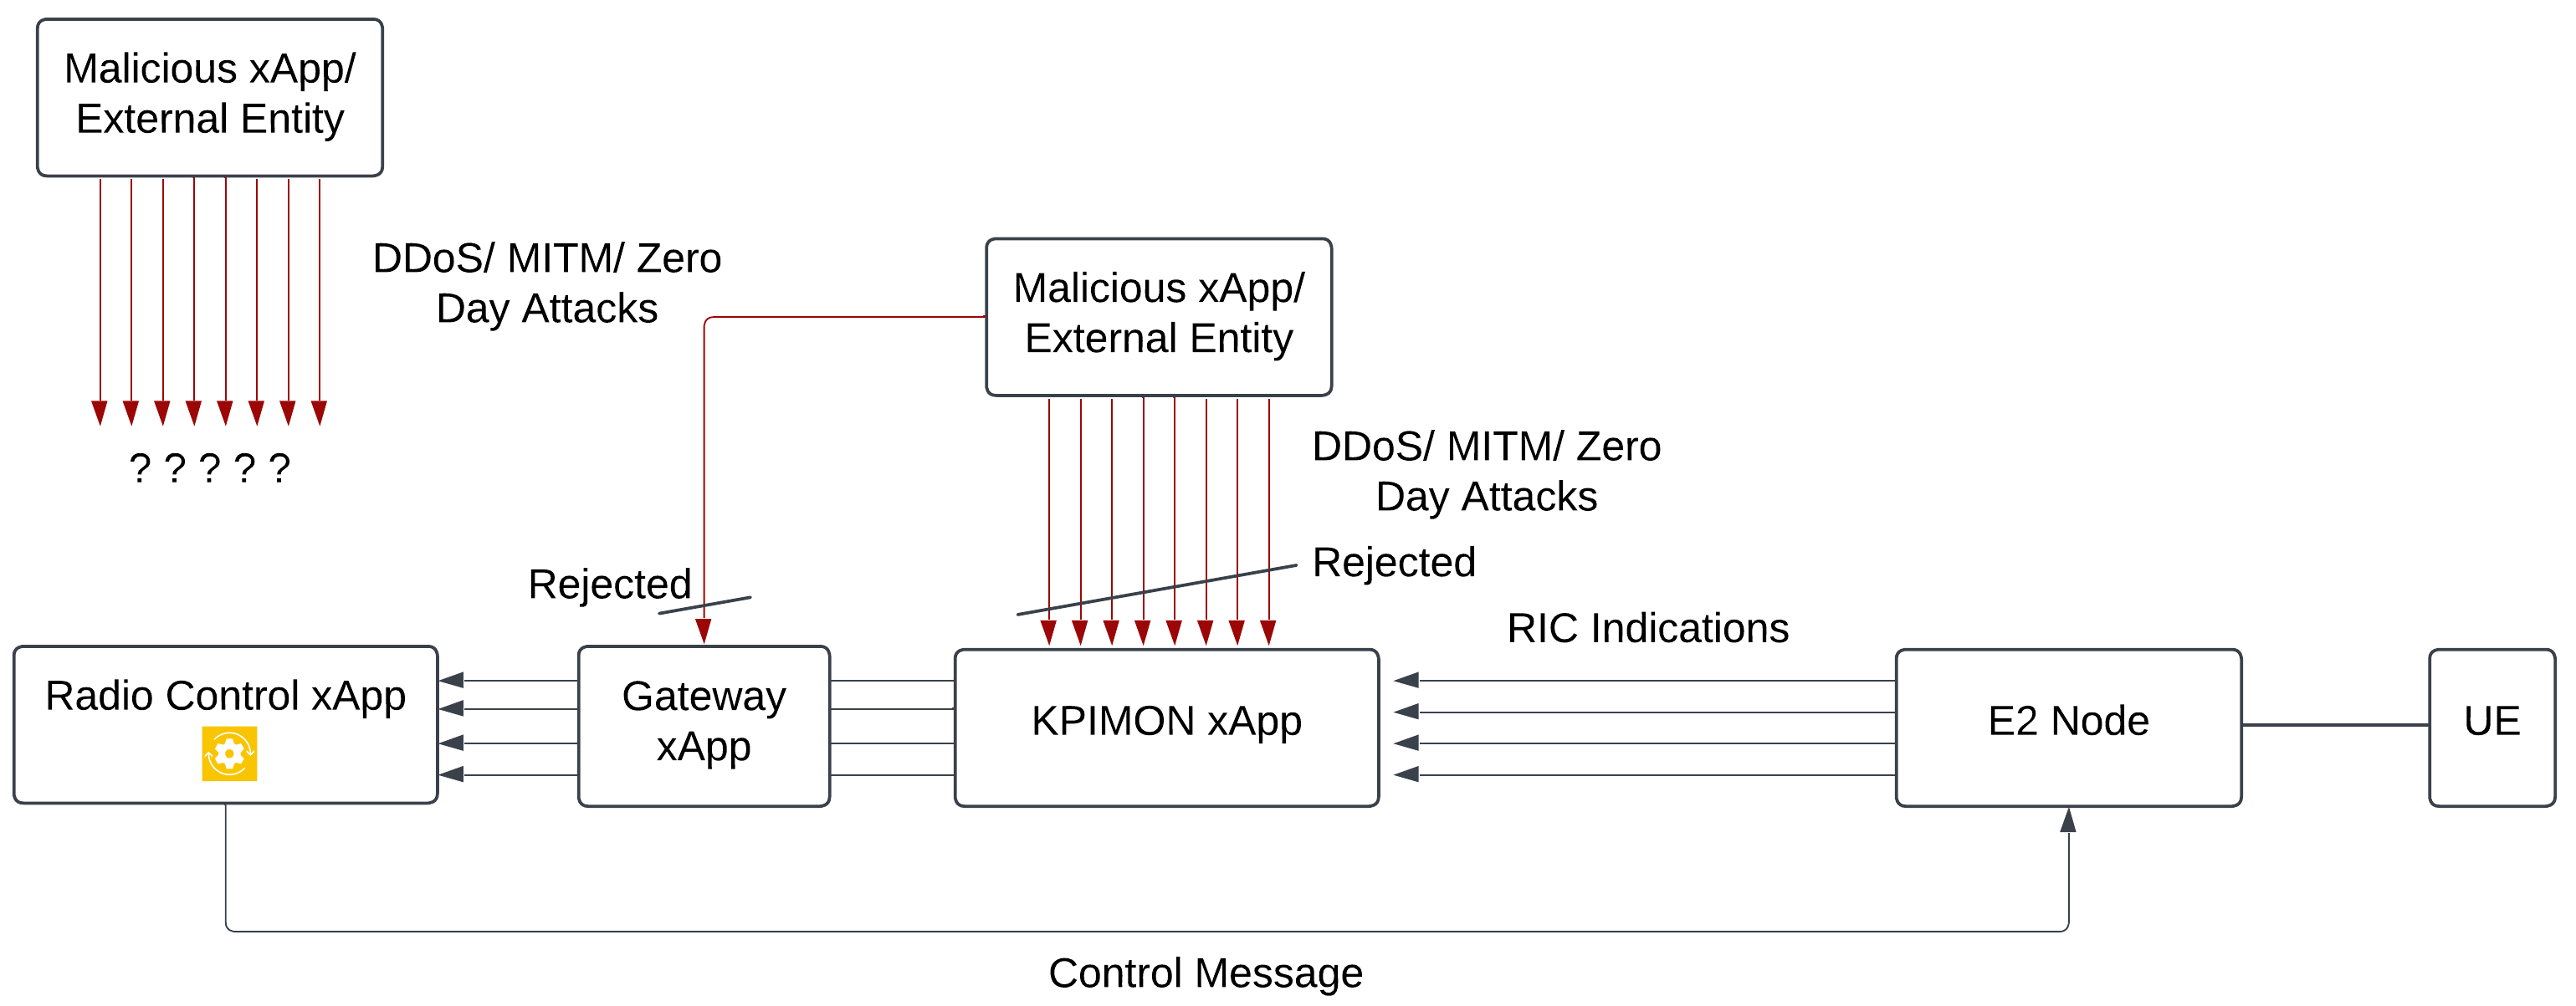 Malicious xApp/
External Entity
DDoS/ MITM/ Zero
Day Attacks
? ? ? ? ?
Malicious xApp/
External Entity
DDoS/ MITM/ Zero
Day Attacks
Rejected
Rejected
RIC Indications
Radio Control xApp
Gateway
xApp
KPIMON xApp
E2 Node
UE
Control Message